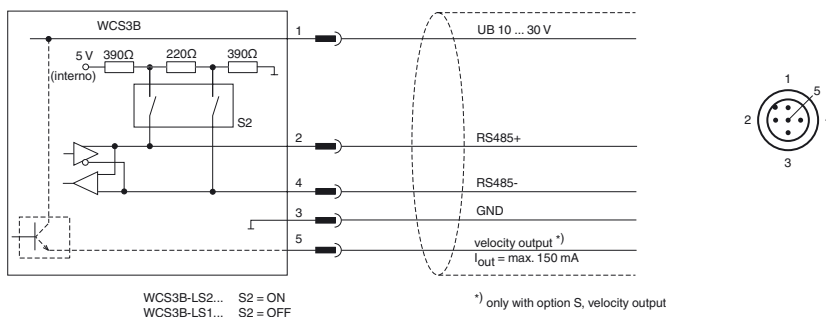 WCS3B
1
UB 10 ... 30 V
5 V
390Ω
220Ω
390Ω
(interno)
S2
2
RS485+
4
RS485-
3
GND
5
velocity output *)
Iout = max. 150 mA
WCS3B-LS2... S2 = ON
WCS3B-LS1... S2 = OFF
*) only with option S, velocity output
1
5
2
3